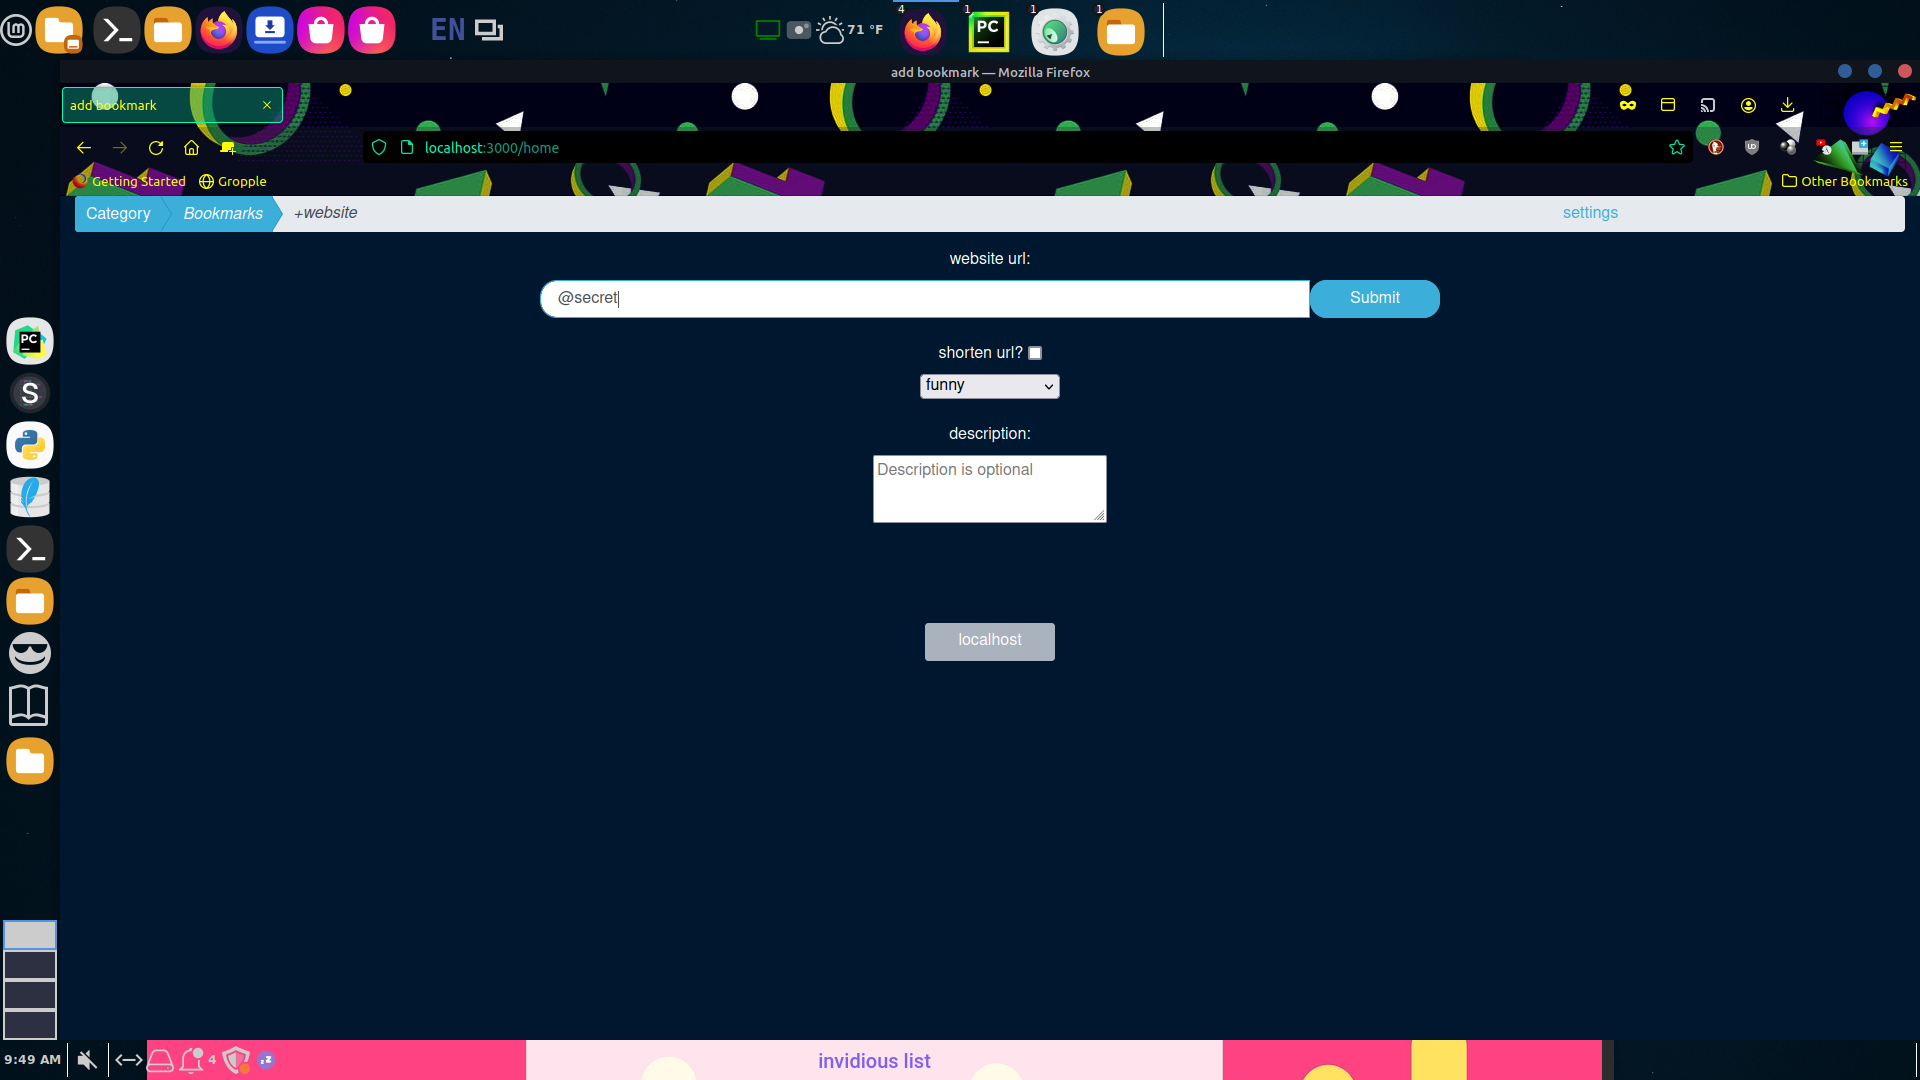 EN
71 °F
4
1
PC
1
1
add bookmark — Mozilla Firefox
add bookmark
localhost:3000/home
Getting Started
Gropple
Other Bookmarks
Category
Bookmarks
+website
settings
website url:
@secret
Submit
shorten url?
funny
description:
Description is optional
localhost
PC
S
9:49 AM
4
invidious list